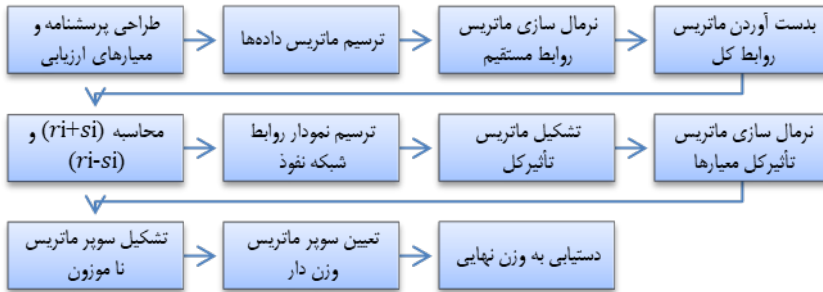 طراحی پرسشنامه و
معیارهای ارزیابی
ترسیم ماتریس داده‌ها
نرمال سازی ماتریس
روابط مستقیم
بدست آوردن ماتریس
روابط کل
محاسبه (ri+si) و
(ri-si)
ترسیم نمودار روابط
شبکه نفوذ
تشکیل ماتریس
تأثیرکل
نرمال سازی ماتریس
تأثیرکل معیارها
تشکیل سوپر ماتریس
نا موزون
تعیین سوپر ماتریس
وزن دار
دستیابی به وزن نهایی